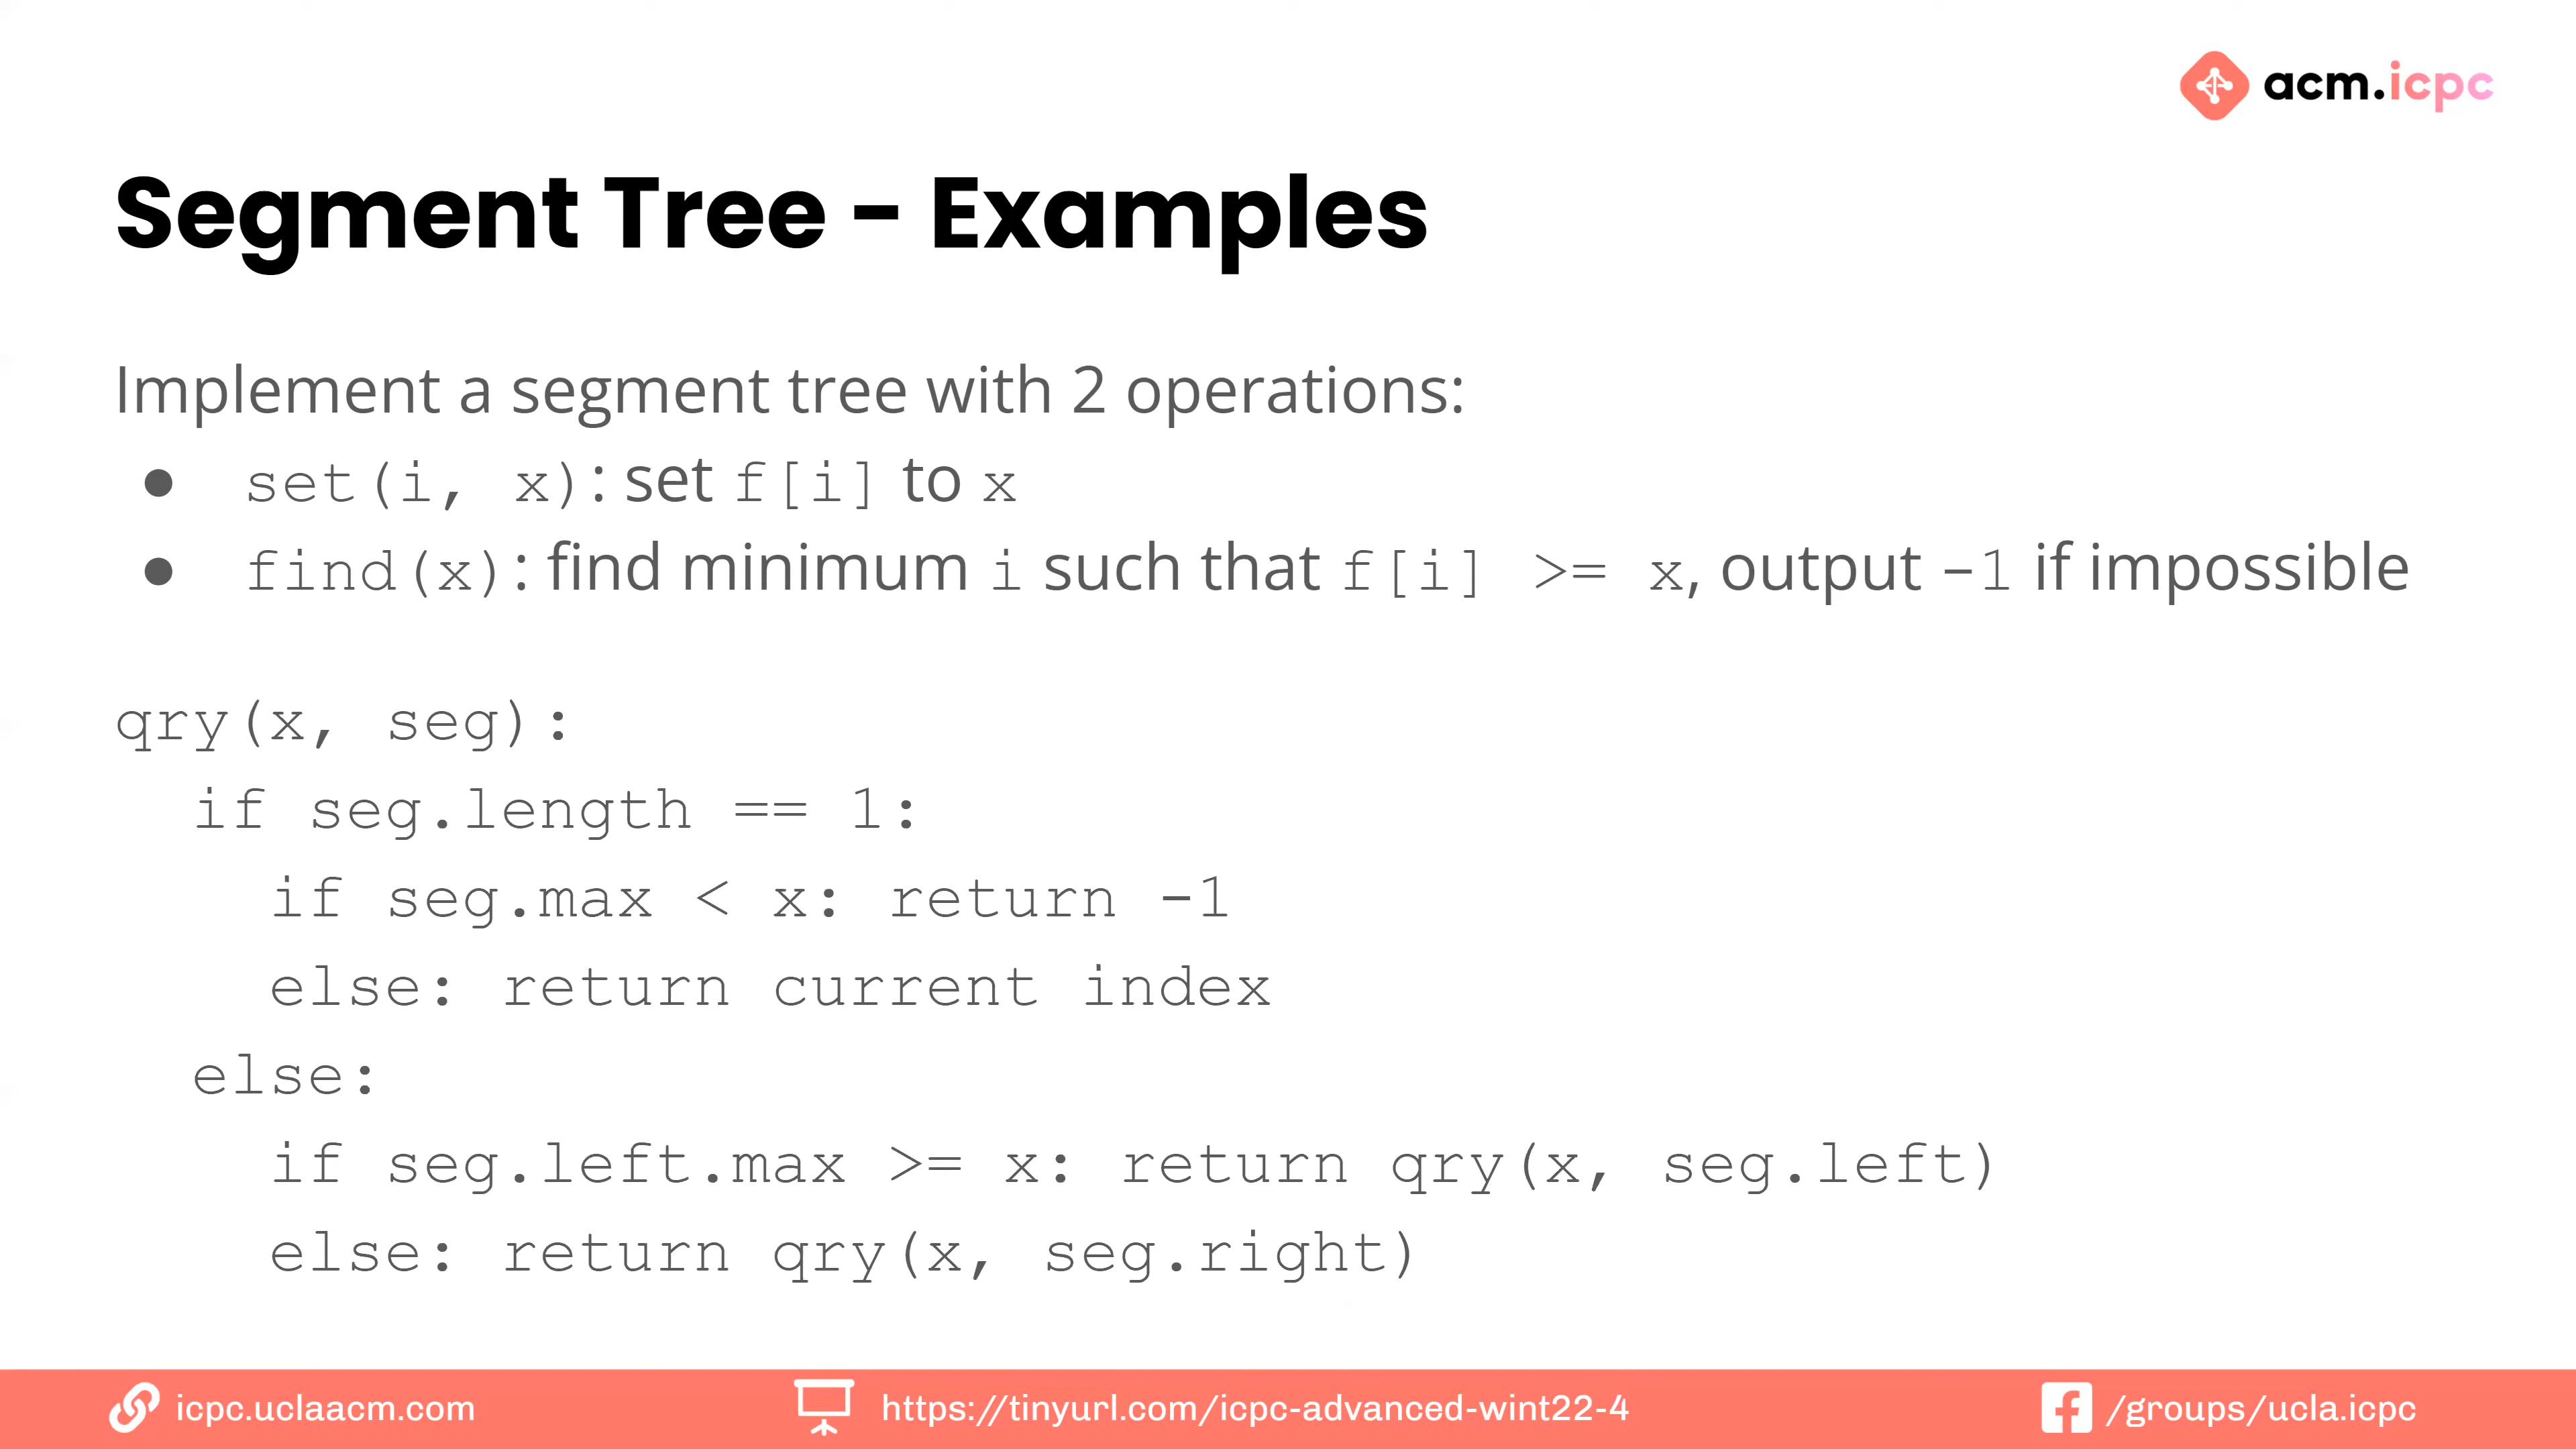 acm.icpc
Segment Tree - Examples
Implement a segment tree with 2 operations:
● set(i, x): set f[i] to x
● find(x): find minimum i such that f[i] >= x, output -1 if impossible
qry(x, seg):
  if seg.length == 1:
    if seg.max < x: return -1
    else: return current index
  else:
    if seg.left.max >= x: return qry(x, seg.left)
    else: return qry(x, seg.right)
icpc.uclaacm.com
https://tinyurl.com/icpc-advanced-wint22-4
/groups/ucla.icpc